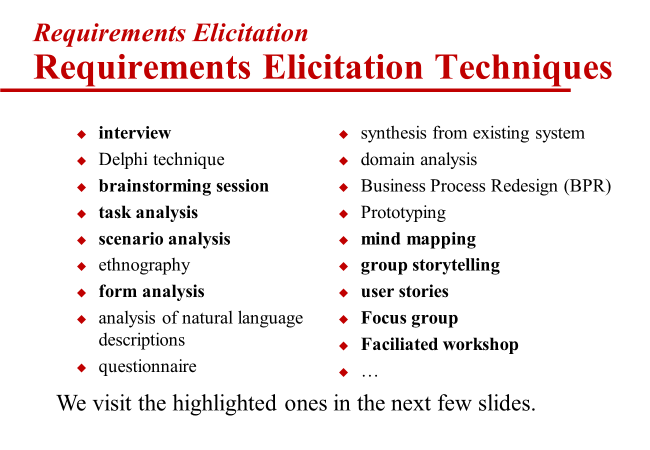 Requirements Elicitation
Requirements Elicitation Techniques
interview
Delphi technique
brainstorming session
task analysis
scenario analysis
ethnography
form analysis
analysis of natural language
descriptions
questionnaire
synthesis from existing system
domain analysis
Business Process Redesign (BPR)
Prototyping
mind mapping
group storytelling
user stories
Focus group
Faciliated workshop
…
We visit the highlighted ones in the next few slides.